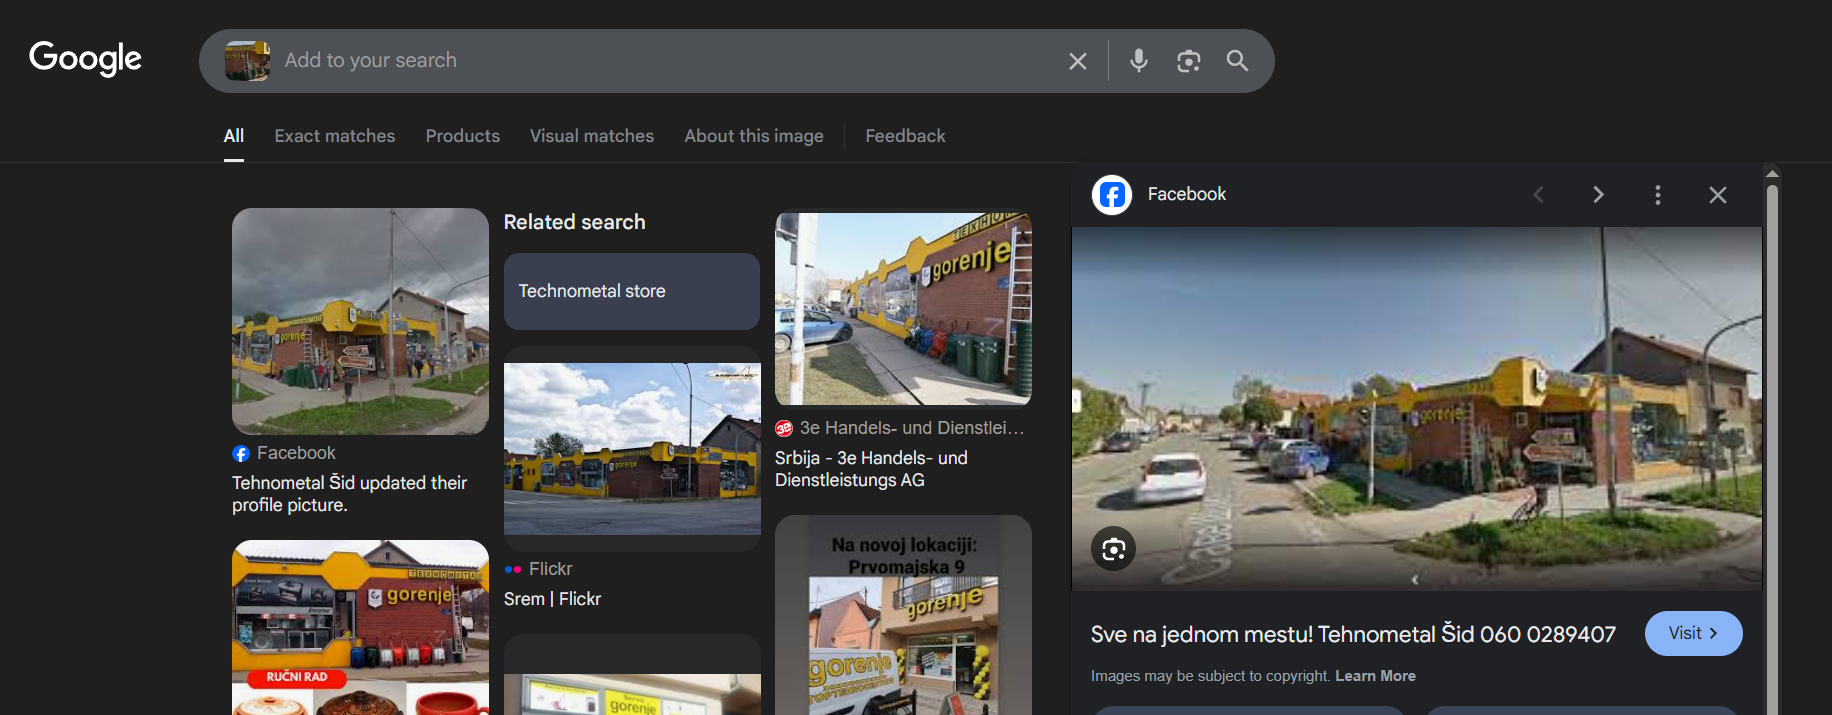 Google
Add to your search
All
Exact matches
Products
Visual matches
About this image
Feedback
gorenje
Facebook
Tehnometal Šid updated their
profile picture.
ТЕХНОМЕТАЛ
gorenje
RUČNI RAD
Related search
Technometal store
gorenje
Flickr
Srem | Flickr
gorenje
gorenje
3e Handels- und Dienstlei...
Srbija - 3e Handels- und
Dienstleistungs AG
Na novoj lokaciji:
Prvomajska 9
gorenje
gorenje
Facebook
gorenje
Sve na jednom mestu! Tehnometal Šid 060 0289407
Visit
Images may be subject to copyright. Learn More